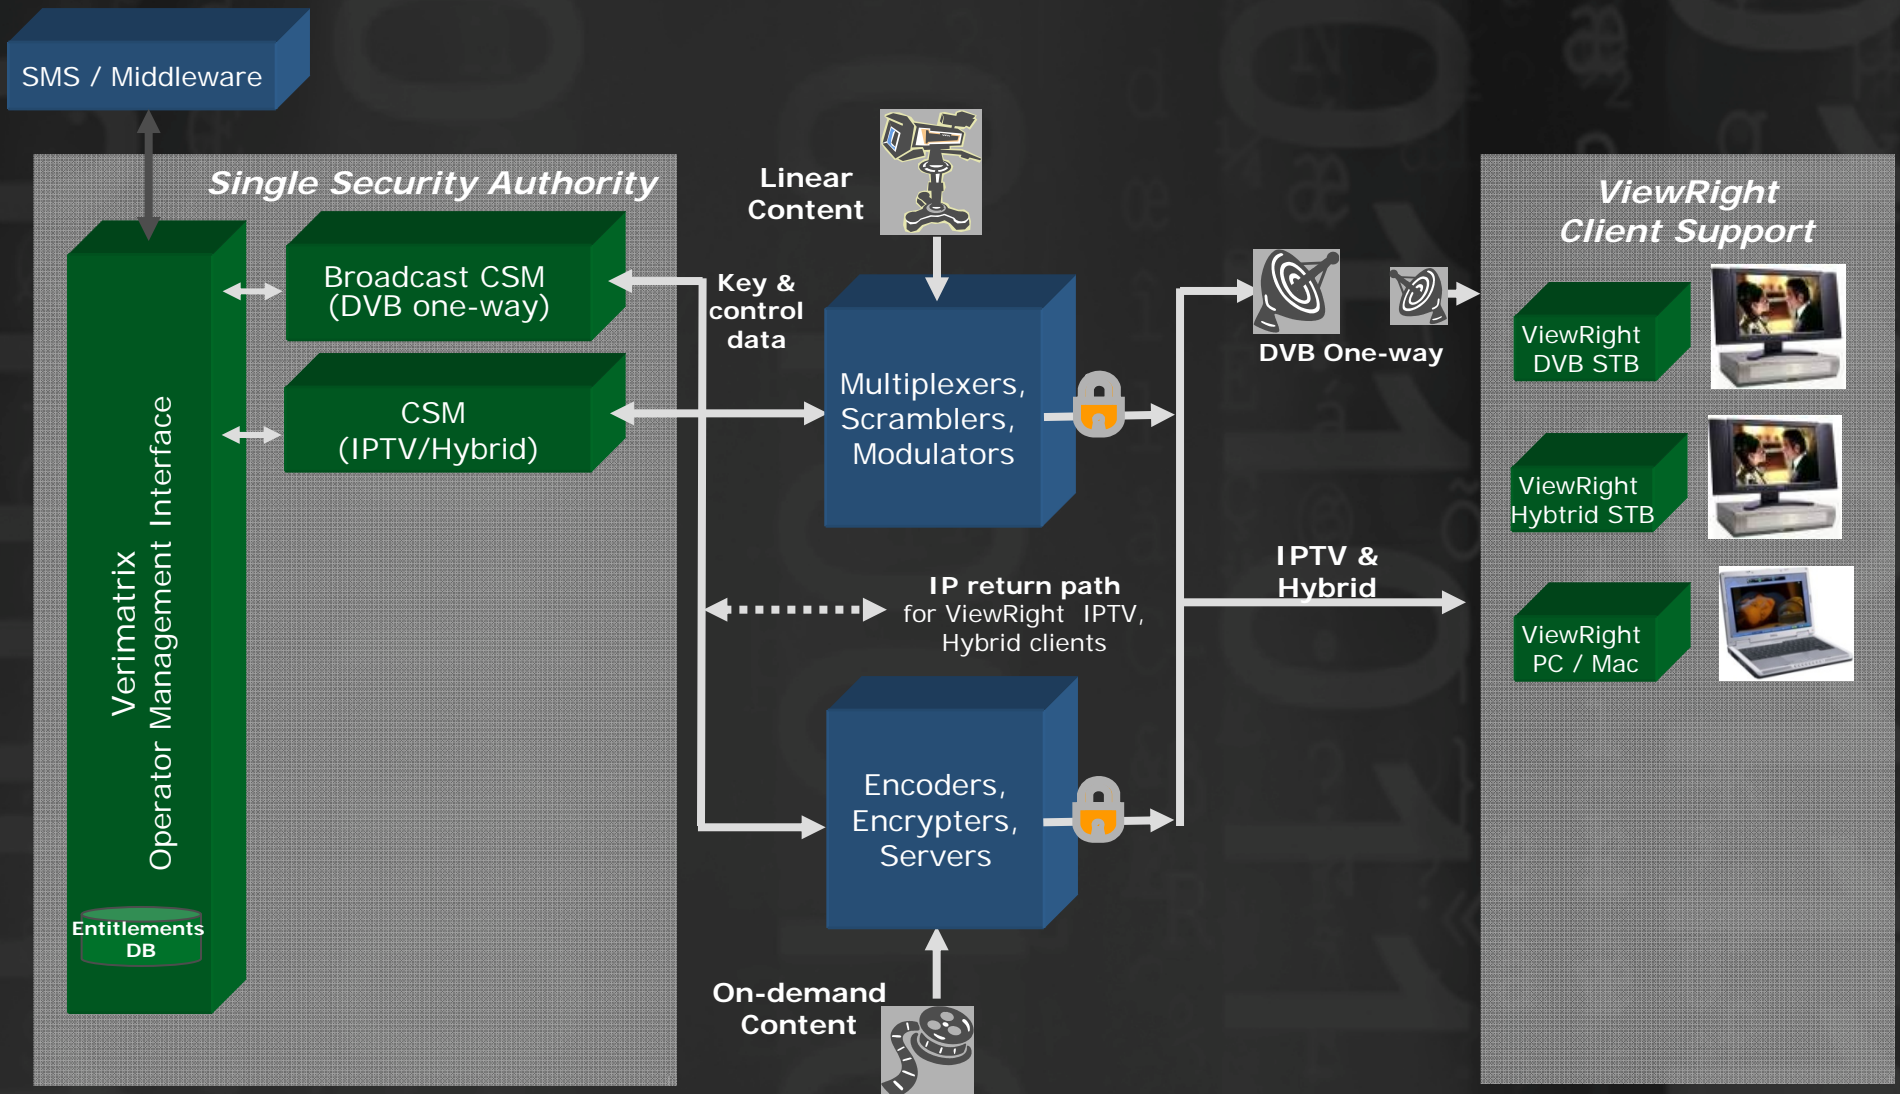 SMS / Middleware
Single Security Authority
Broadcast CSM
(DVB one-way)
CSM
(IPTV/Hybrid)
Verimatrix
Operator Management Interface
Entitlements
DB
Linear
Content
Key &
control
data
Multiplexers,
Scramblers,
Modulators
IP return path
for ViewRight IPTV,
Hybrid clients
Encoders,
Encrypters,
Servers
On-demand
Content
DVB One-way
IPTV &
Hybrid
ViewRight
Client Support
ViewRight
DVB STB
ViewRight
Hybtrid STB
ViewRight
PC / Mac